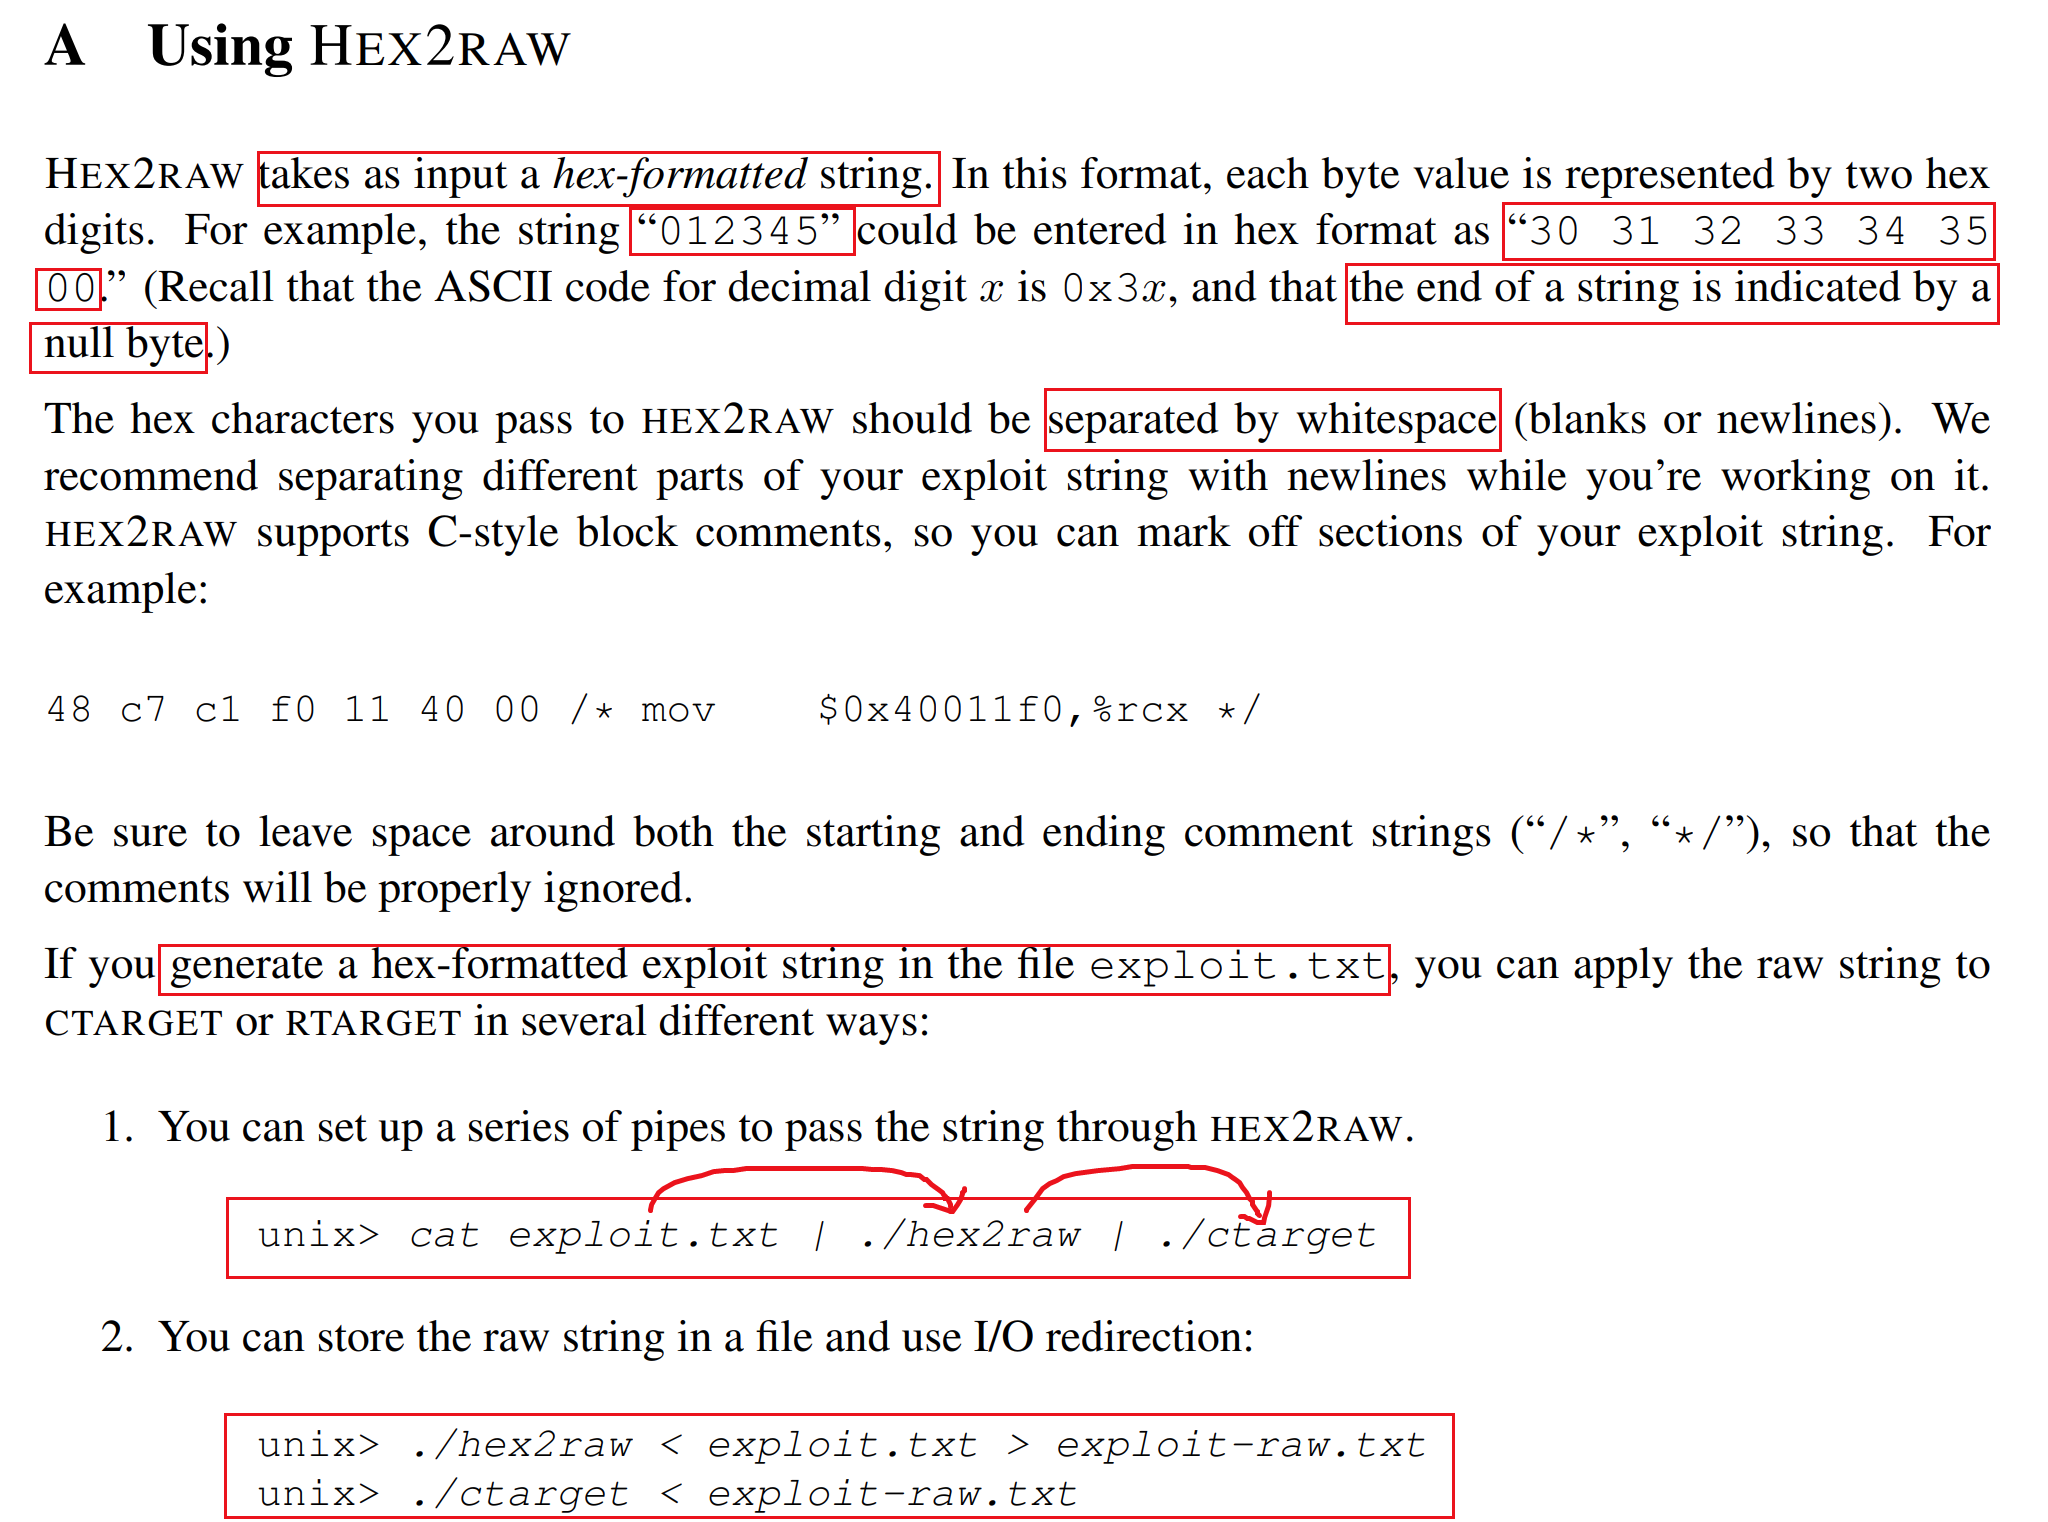 A Using HEX2RAW
HEX2RAW takes as input a hex-formatted string. In this format, each byte value is represented by two hex
digits. For example, the string “012345” could be entered in hex format as “30 31 32 33 34 35
00.” (Recall that the ASCII code for decimal digit x is 0x3x, and that the end of a string is indicated by a
null byte.)
The hex characters you pass to HEX2RAW should be separated by whitespace (blanks or newlines). We
recommend separating different parts of your exploit string with newlines while you’re working on it.
HEX2RAW supports C-style block comments, so you can mark off sections of your exploit string. For
example:
48 c7 c1 f0 11 40 00 /* mov    $0x40011f0,%rcx */
Be sure to leave space around both the starting and ending comment strings (“/*”, “*/”), so that the
comments will be properly ignored.
If you generate a hex-formatted exploit string in the file exploit.txt, you can apply the raw string to
CTARGET or RTARGET in several different ways:
1. You can set up a series of pipes to pass the string through HEX2RAW.
unix> cat exploit.txt | ./hex2raw | ./ctarget
2. You can store the raw string in a file and use I/O redirection:
unix> ./hex2raw < exploit.txt > exploit-raw.txt
unix> ./ctarget < exploit-raw.txt